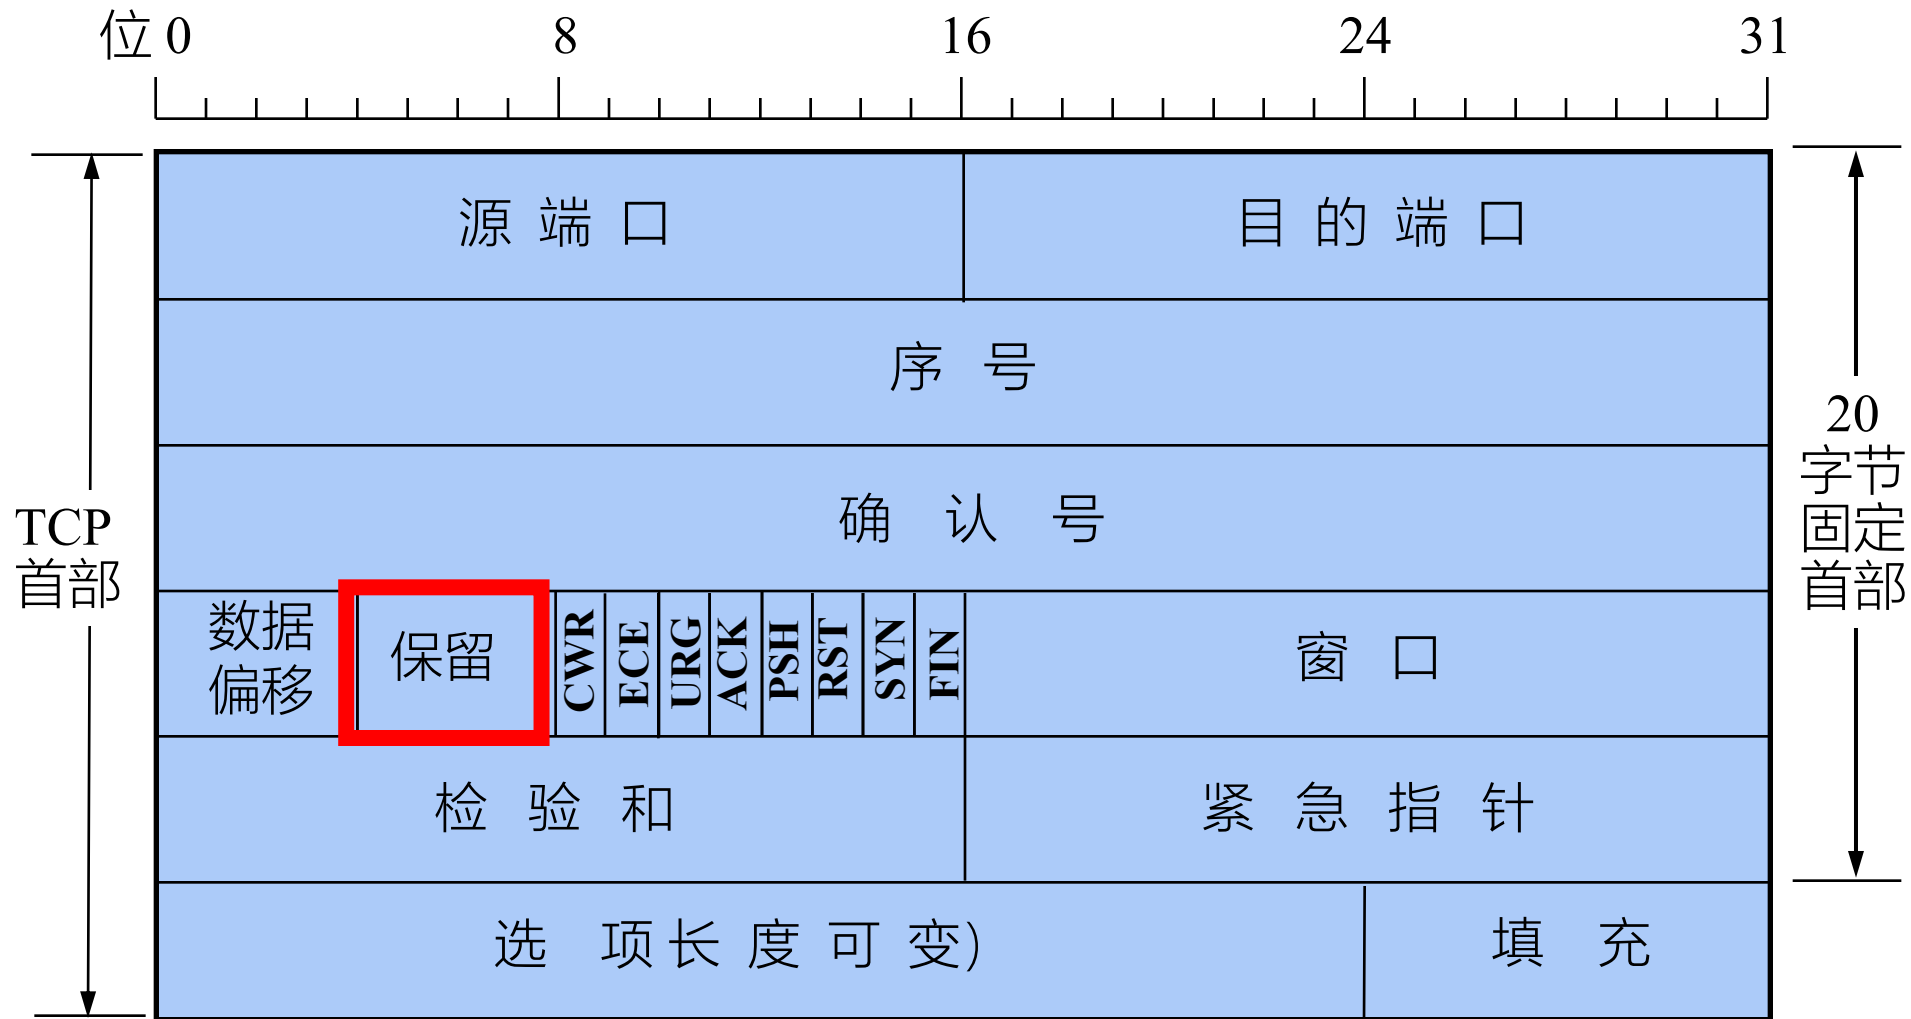 位 0 8 16 24 31
源 端 口 目 的 端 口
序 号
确 认 号
TCP
首部
20
字节
固定
首部
数据
偏移
保留
CWR
ECE
URG
ACK
PSH
RST
SYN
FIN
窗 口
检 验 和 紧 急 指 针
选 项 长 度 可 变) 填 充